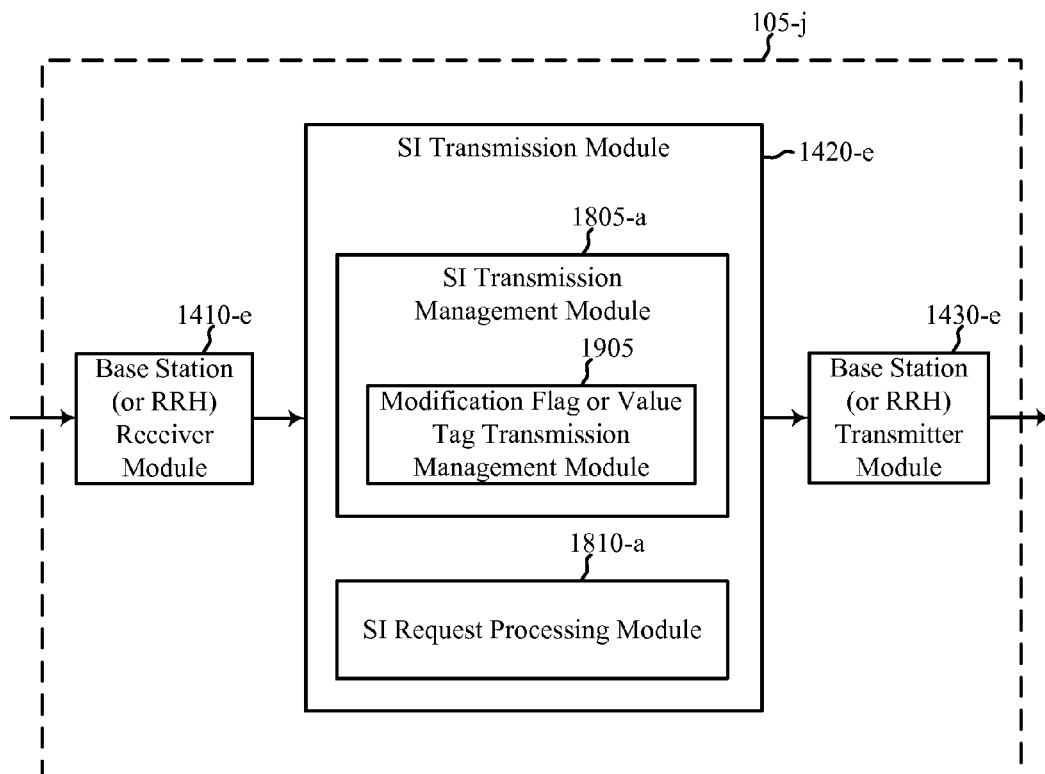 105-j
SI Transmission Module
1420-e
1805-a
SI Transmission
Management Module
1410-e
1905
1430-e
Base Station
(or RRH)
Receiver
Module
Modification Flag or Value
Tag Transmission
Management Module
Base Station
(or RRH)
Transmitter
Module
1810-a
SI Request Processing Module